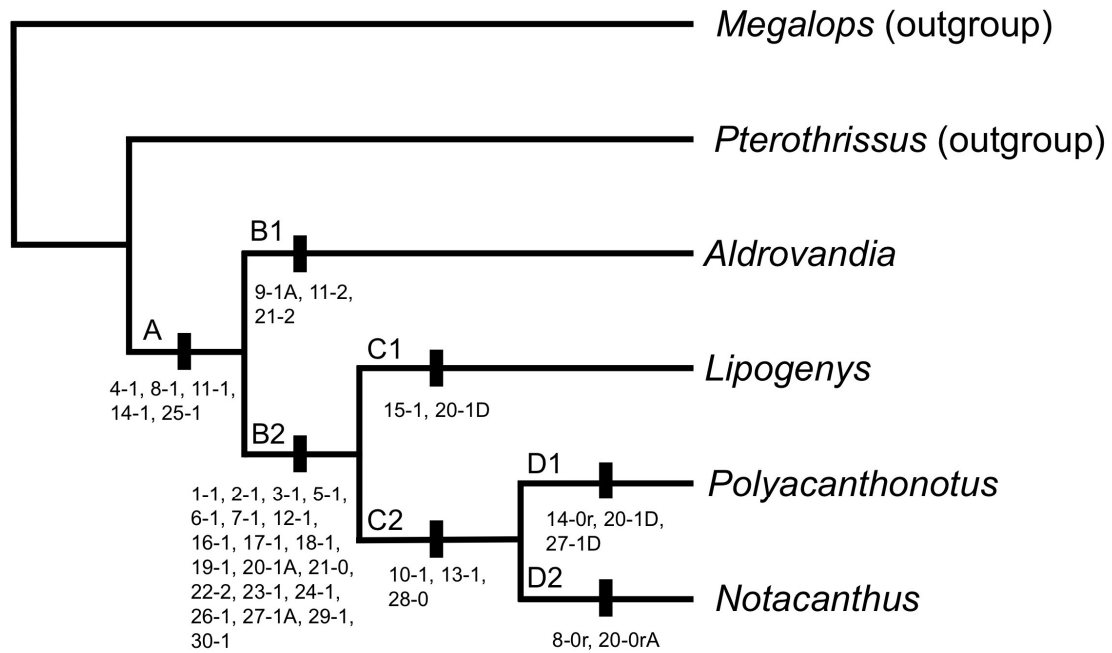 Megalops (outgroup)
Pterothrissus (outgroup)
B1
Aldrovandia
9-1A, 11-2,
21-2
A
4-1, 8-1, 11-1,
14-1, 25-1
C1
Lipogenys
15-1, 20-1D
B2
1-1, 2-1, 3-1, 5-1,
6-1, 7-1, 12-1,
16-1, 17-1, 18-1,
19-1, 20-1A, 21-0,
22-2, 23-1, 24-1,
26-1, 27-1A, 29-1,
30-1
C2
10-1, 13-1,
28-0
D1
Polyacanthonotus
14-0r, 20-1D,
27-1D
D2
Notacanthus
8-0r, 20-0rA